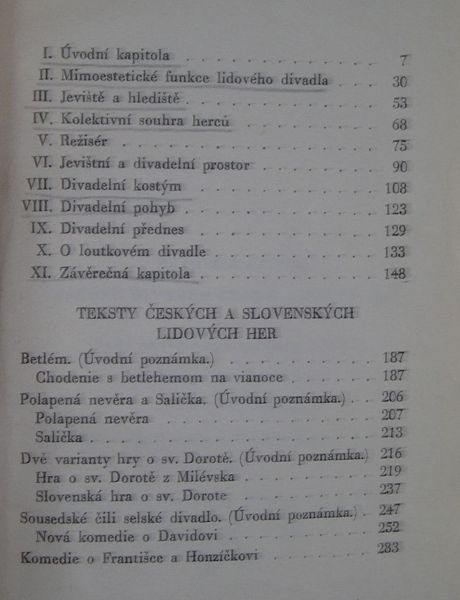 I. Úvodní kapitola . . . . . . . . . . 7
II. Mimoestetické funkce lidového divadla . . . 30
III. Jeviště a hlediště . . . . . . . . . . 53
IV. Kolektivní souhra herců . . . . . . . . 68
V. Režisér . . . . . . . . . . . . . 75
VI. Jevištní a divadelní prostor . . . . . . . 90
VII. Divadelní kostým . . . . . . . . . . 108
VIII. Divadelní pohyb . . . . . . . . . . 123
IX. Divadelní přednes . . . . . . . . . . 129
X. O loutkovém divadle . . . . . . . . . 133
XI. Závěrečná kapitola . . . . . . . . . . 148
TEKSTY ČESKÝCH A SLOVENSKÝCH
LIDOVÝCH HER
Betlém. (Úvodní poznámka.) . . . . . . . . 187
Chodenie s betlehemom na vianoce . . . . . 187
Polapená nevěra a Salička. (Úvodní poznámka.) . . 206
Polapená nevěra . . . . . . . . . . . 207
Salička . . . . . . . . . . . . . . 213
Dvě varianty hry o sv. Dorotě. (Úvodní poznámka.) 216
Hra o sv. Dorotě z Milévska . . . . . . . 219
Slovenská hra o sv. Dorote . . . . . . . 237
Sousedské čili selské divadlo. (Úvodní poznámka.) . 247
Nová komedie o Davidovi . . . . . . . . 252
Komedie o Františce a Honzíčkovi . . . . . . 283